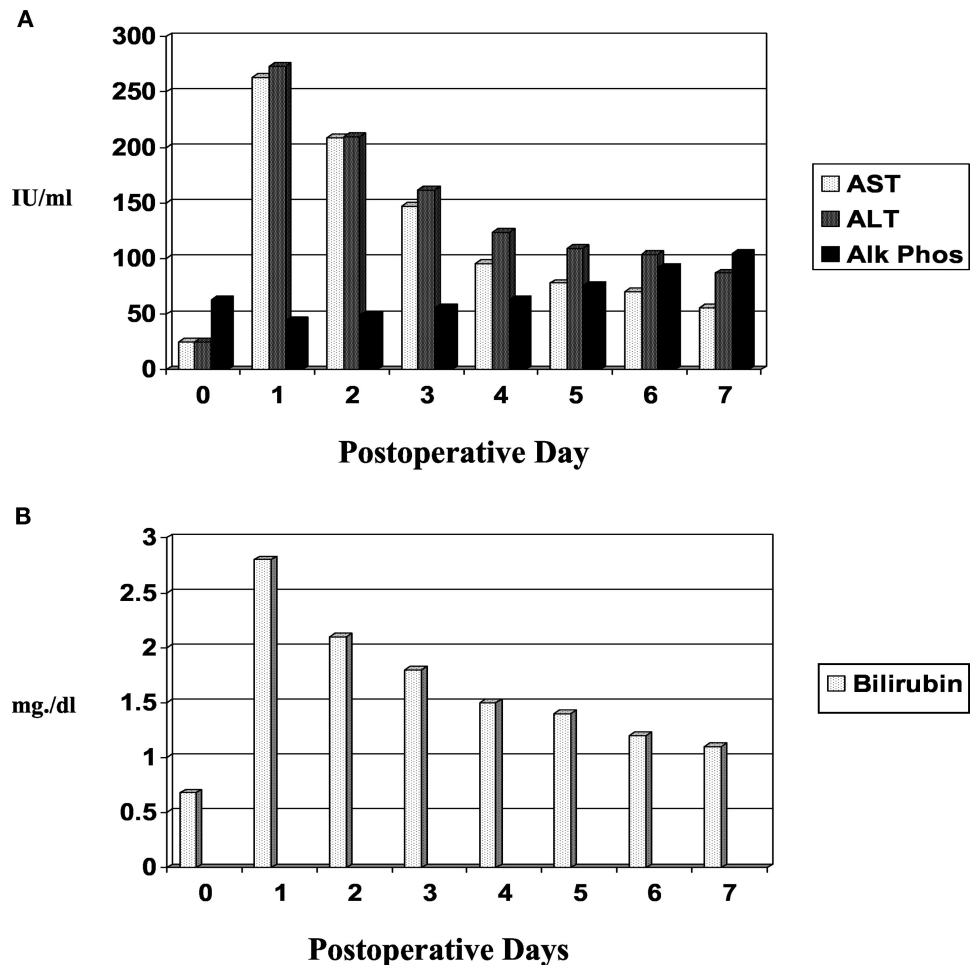 A
300
250
200
150
100
50
0
IU/ml
0 1 2 3 4 5 6 7
Postoperative Day
AST
ALT
Alk Phos
B
3
2.5
2
1.5
1
0.5
0
mg./dl
0 1 2 3 4 5 6 7
Postoperative Days
Bilirubin